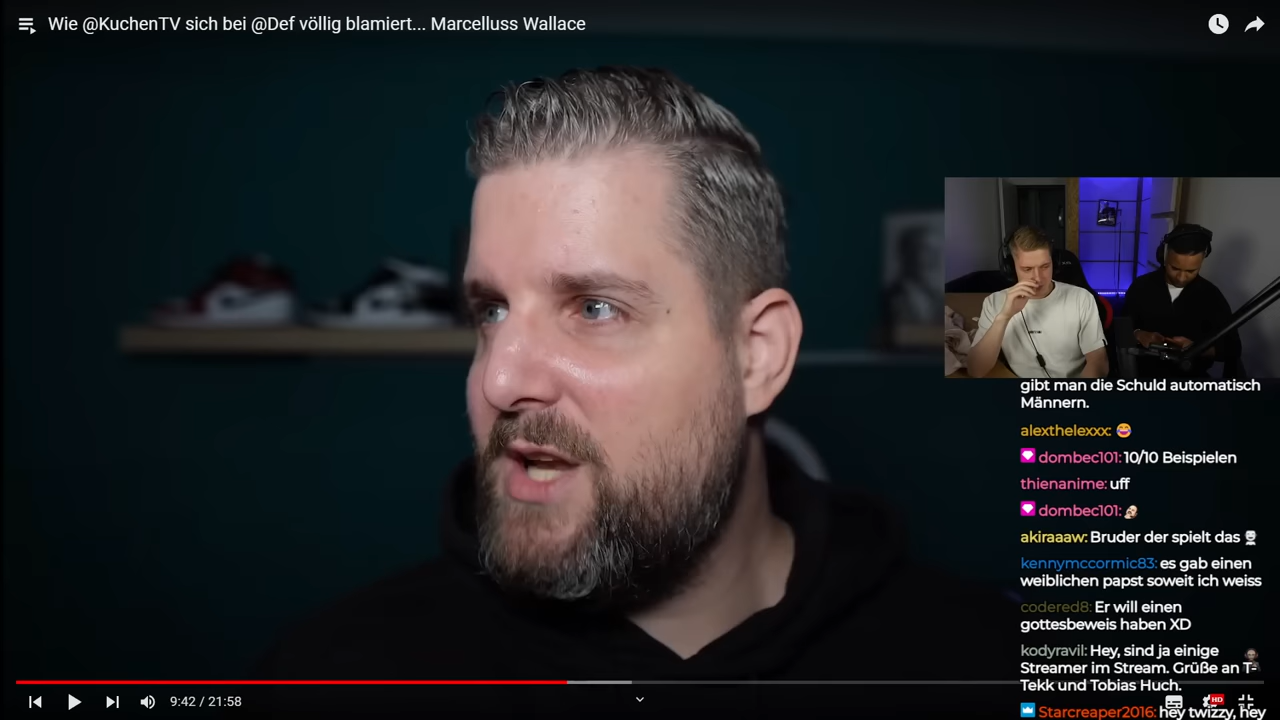 Wie @KuchenTV sich bei @Def völlig blamiert... Marcelluss Wallace
gibt man die Schuld automatisch
Männern.
alexthelexxx: 😂
dombec101: 10/10 Beispielen
thienanime: uff
dombec101:
akiraaaw: Bruder der spielt das
kennymccormic83: es gab einen
weiblichen papst soweit ich weiss
codered8: Er will einen
gottesbeweis haben XD
kodyravil: Hey, sind ja einige
Streamer im Stream. Grüße an T-
Tekk und Tobias Huch.
Starcreaper2016: hey twizzy, hey
9:42 / 21:58
HD